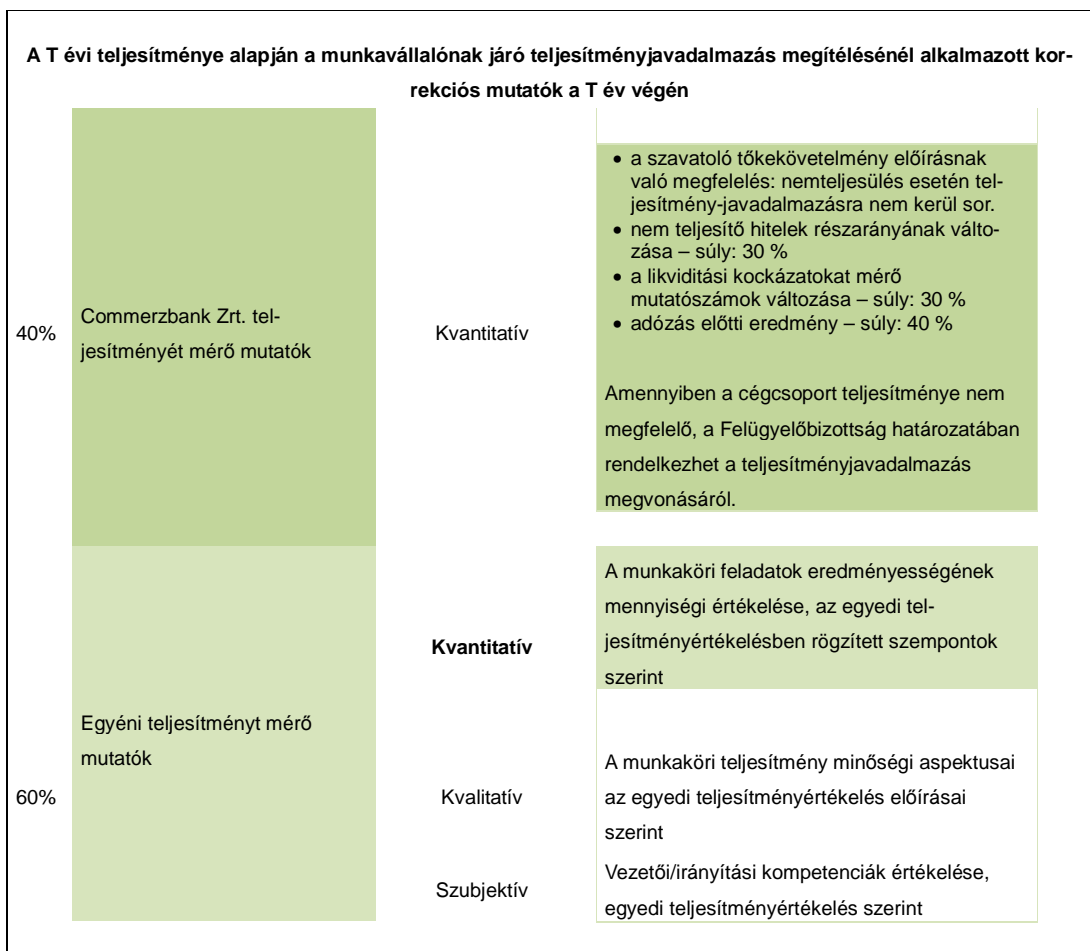 A T évi teljesítménye alapján a munkavállalónak járó teljesítményjavadalmazás megítélésénél alkalmazott kor-
rekciós mutatók a T év végén
40%
Commerzbank Zrt. tel-
jesítményét mérő mutatók
Kvantitatív
• a szavatoló tőkekövetelmény előírásnak
való megfelelés: nemteljesülés esetén tel-
jesítmény-javadalmazásra nem kerül sor.
• nem teljesítő hitelek részarányánakválto-
zása – súly: 30 %
• a likviditási kockázatokat mérő
mutatószámok változása – súly: 30 %
• adózás előtti eredmény – súly: 40 %
Amennyiben a cégcsoport teljesítménye nem
megfelelő, a Felügyelőbizottság határozatában
rendelkezhet a teljesítményjavadalmazás
megvonásáról.
60%
Egyéni teljesítményt mérő
mutatók
Kvantitatív
A munkaköri feladatok eredményességének
mennyiségi értékelése, az egyedi tel-
jesítményértékelésben rögzített szempontok
szerint
Kvalitatív
A munkaköri teljesítmény minőségi aspektusai
az egyedi teljesítményértékelés előírásai
szerint
Szubjektív
Vezetői/irányítási kompetenciák értékelése,
egyedi teljesítményértékelés szerint